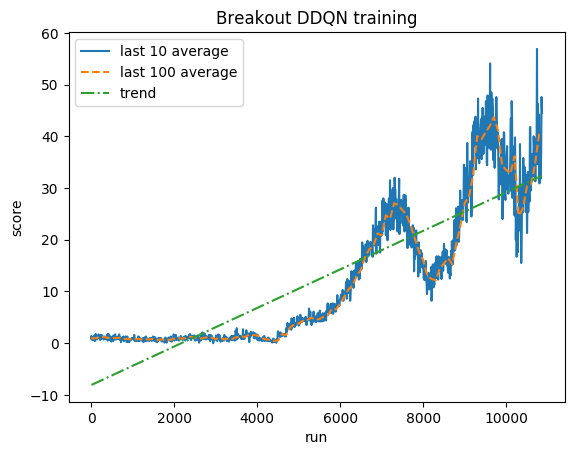 Breakout DDQN training
last 10 average
last 100 average
trend
score
60
50
40
30
20
10
0
−10
0
2000
4000
6000
8000
10000
run